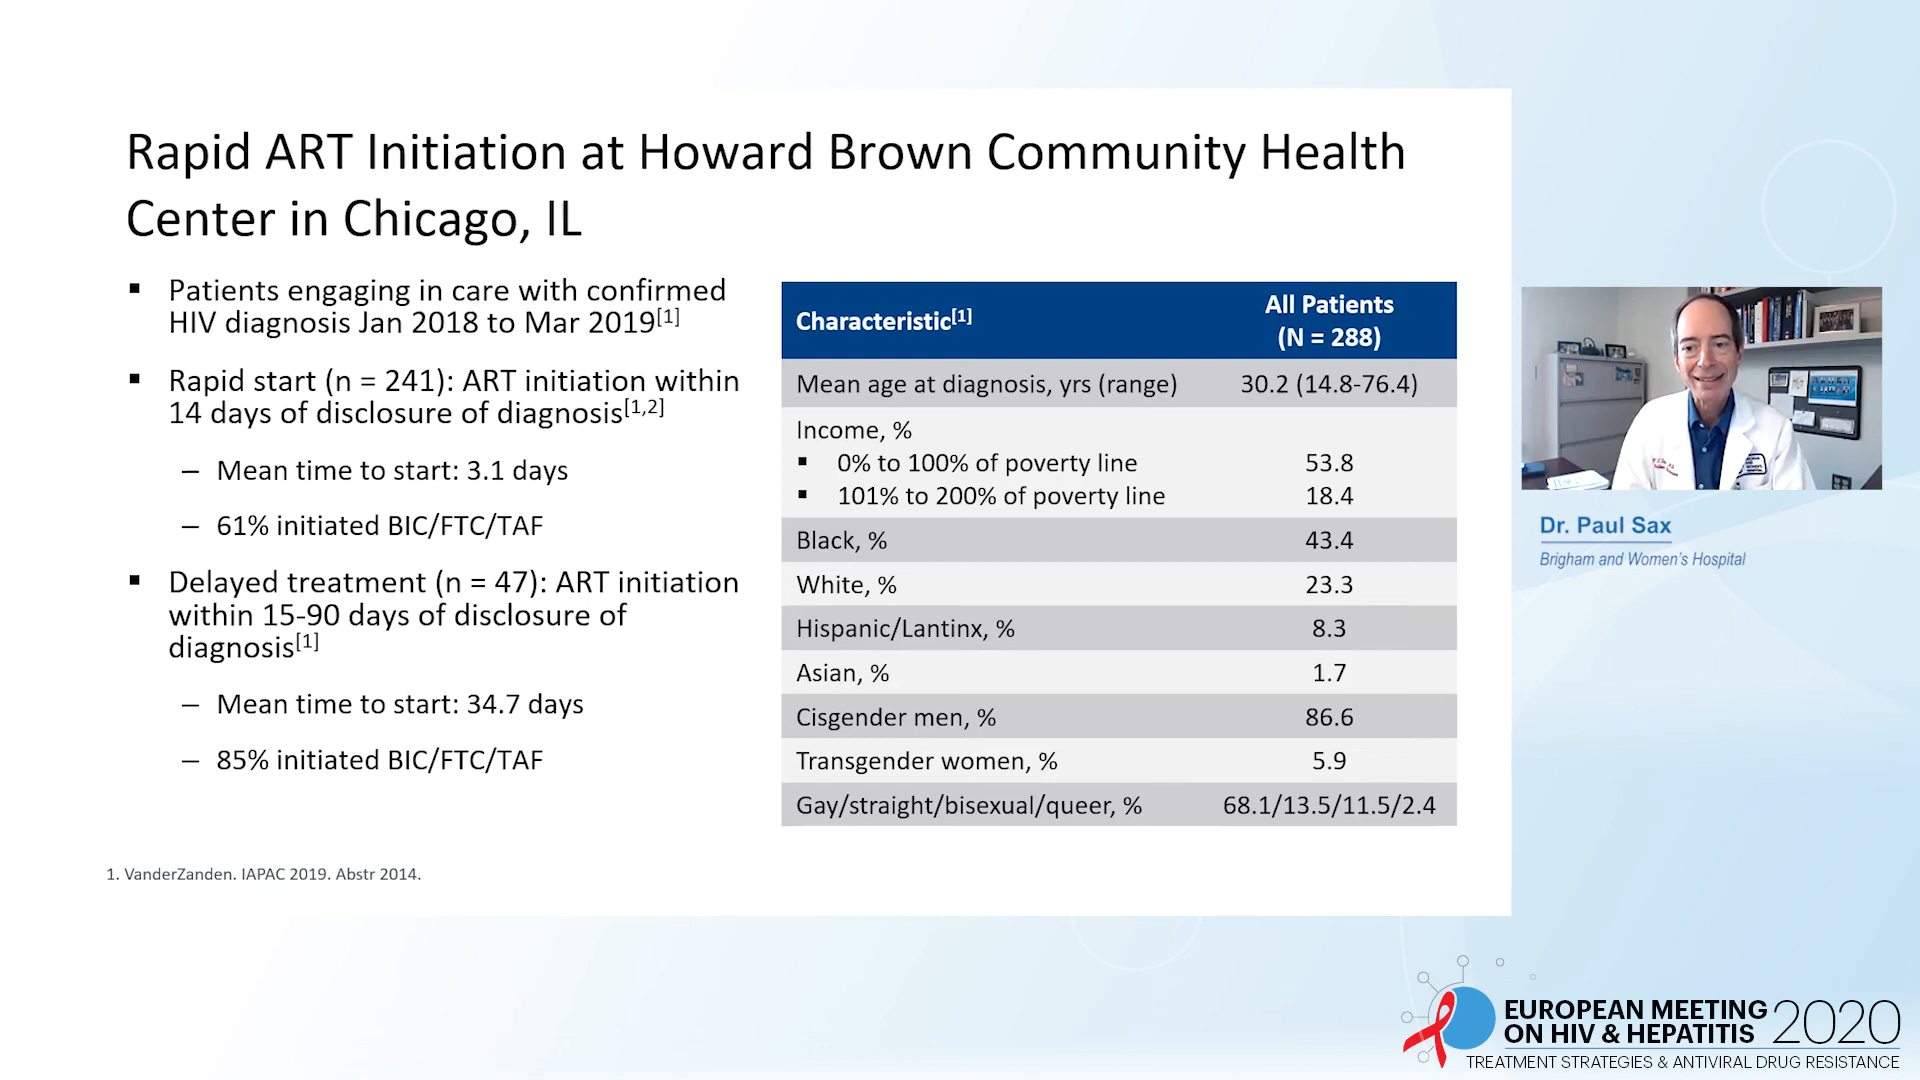 Rapid ART Initiation at Howard Brown Community Health
Center in Chicago, IL
▪ Patients engaging in care with confirmed
HIV diagnosis Jan 2018 to Mar 2019[1]
▪ Rapid start (n = 241): ART initiation within
14 days of disclosure of diagnosis[1,2]
– Mean time to start: 3.1 days
– 61% initiated BIC/FTC/TAF
▪ Delayed treatment (n = 47): ART initiation
within 15-90 days of disclosure of
diagnosis[1]
– Mean time to start: 34.7 days
– 85% initiated BIC/FTC/TAF
Characteristic[1] All Patients
(N = 288)
Mean age at diagnosis, yrs (range) 30.2 (14.8-76.4)
Income, %
▪ 0% to 100% of poverty line 53.8
▪ 101% to 200% of poverty line 18.4
Black, % 43.4
White, % 23.3
Hispanic/Lantinx, % 8.3
Asian, % 1.7
Cisgender men, % 86.6
Transgender women, % 5.9
Gay/straight/bisexual/queer, % 68.1/13.5/11.5/2.4
1. VanderZanden. IAPAC 2019. Abstr 2014.
Dr. Paul Sax
Brigham and Women's Hospital
EUROPEAN MEETING
ON HIV & HEPATITIS 2020
TREATMENT STRATEGIES & ANTIVIRAL DRUG RESISTANCE